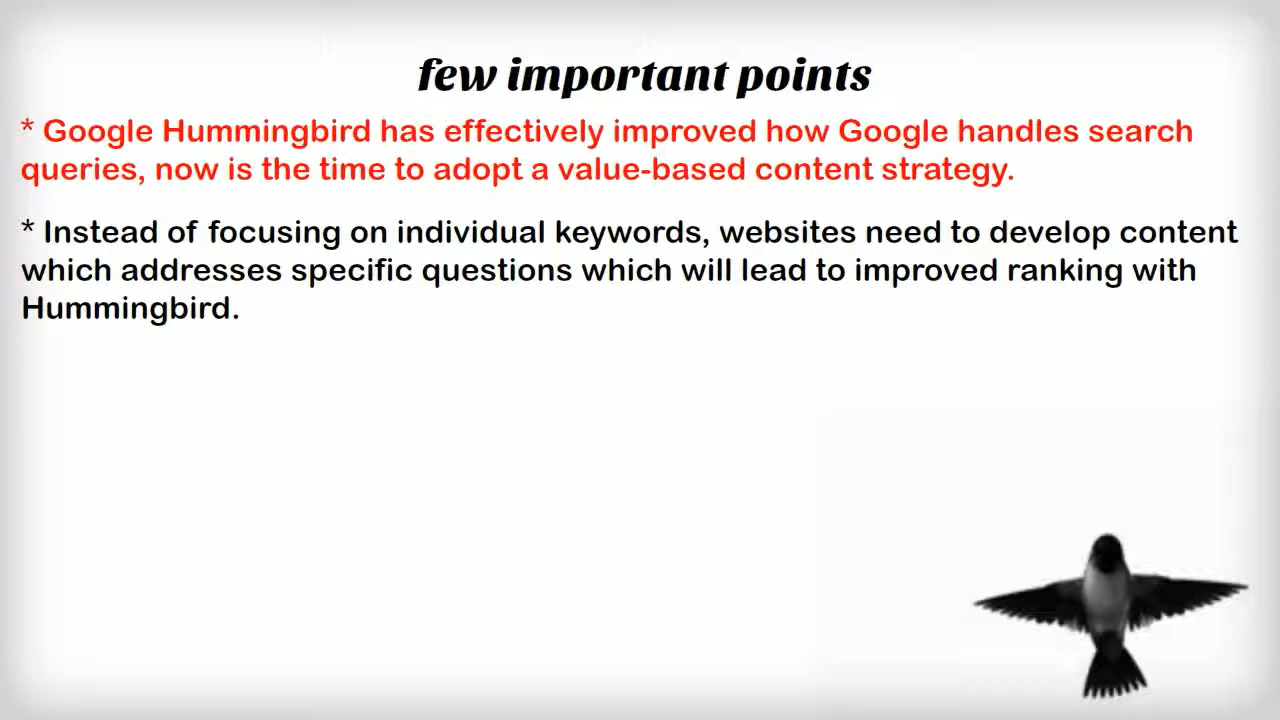 few important points
* Google Hummingbird has effectively improved how Google handles search
queries, now is the time to adopt a value-based content strategy.
* Instead of focusing on individual keywords, websites need to develop content
which addresses specific questions which will lead to improved ranking with
Hummingbird.